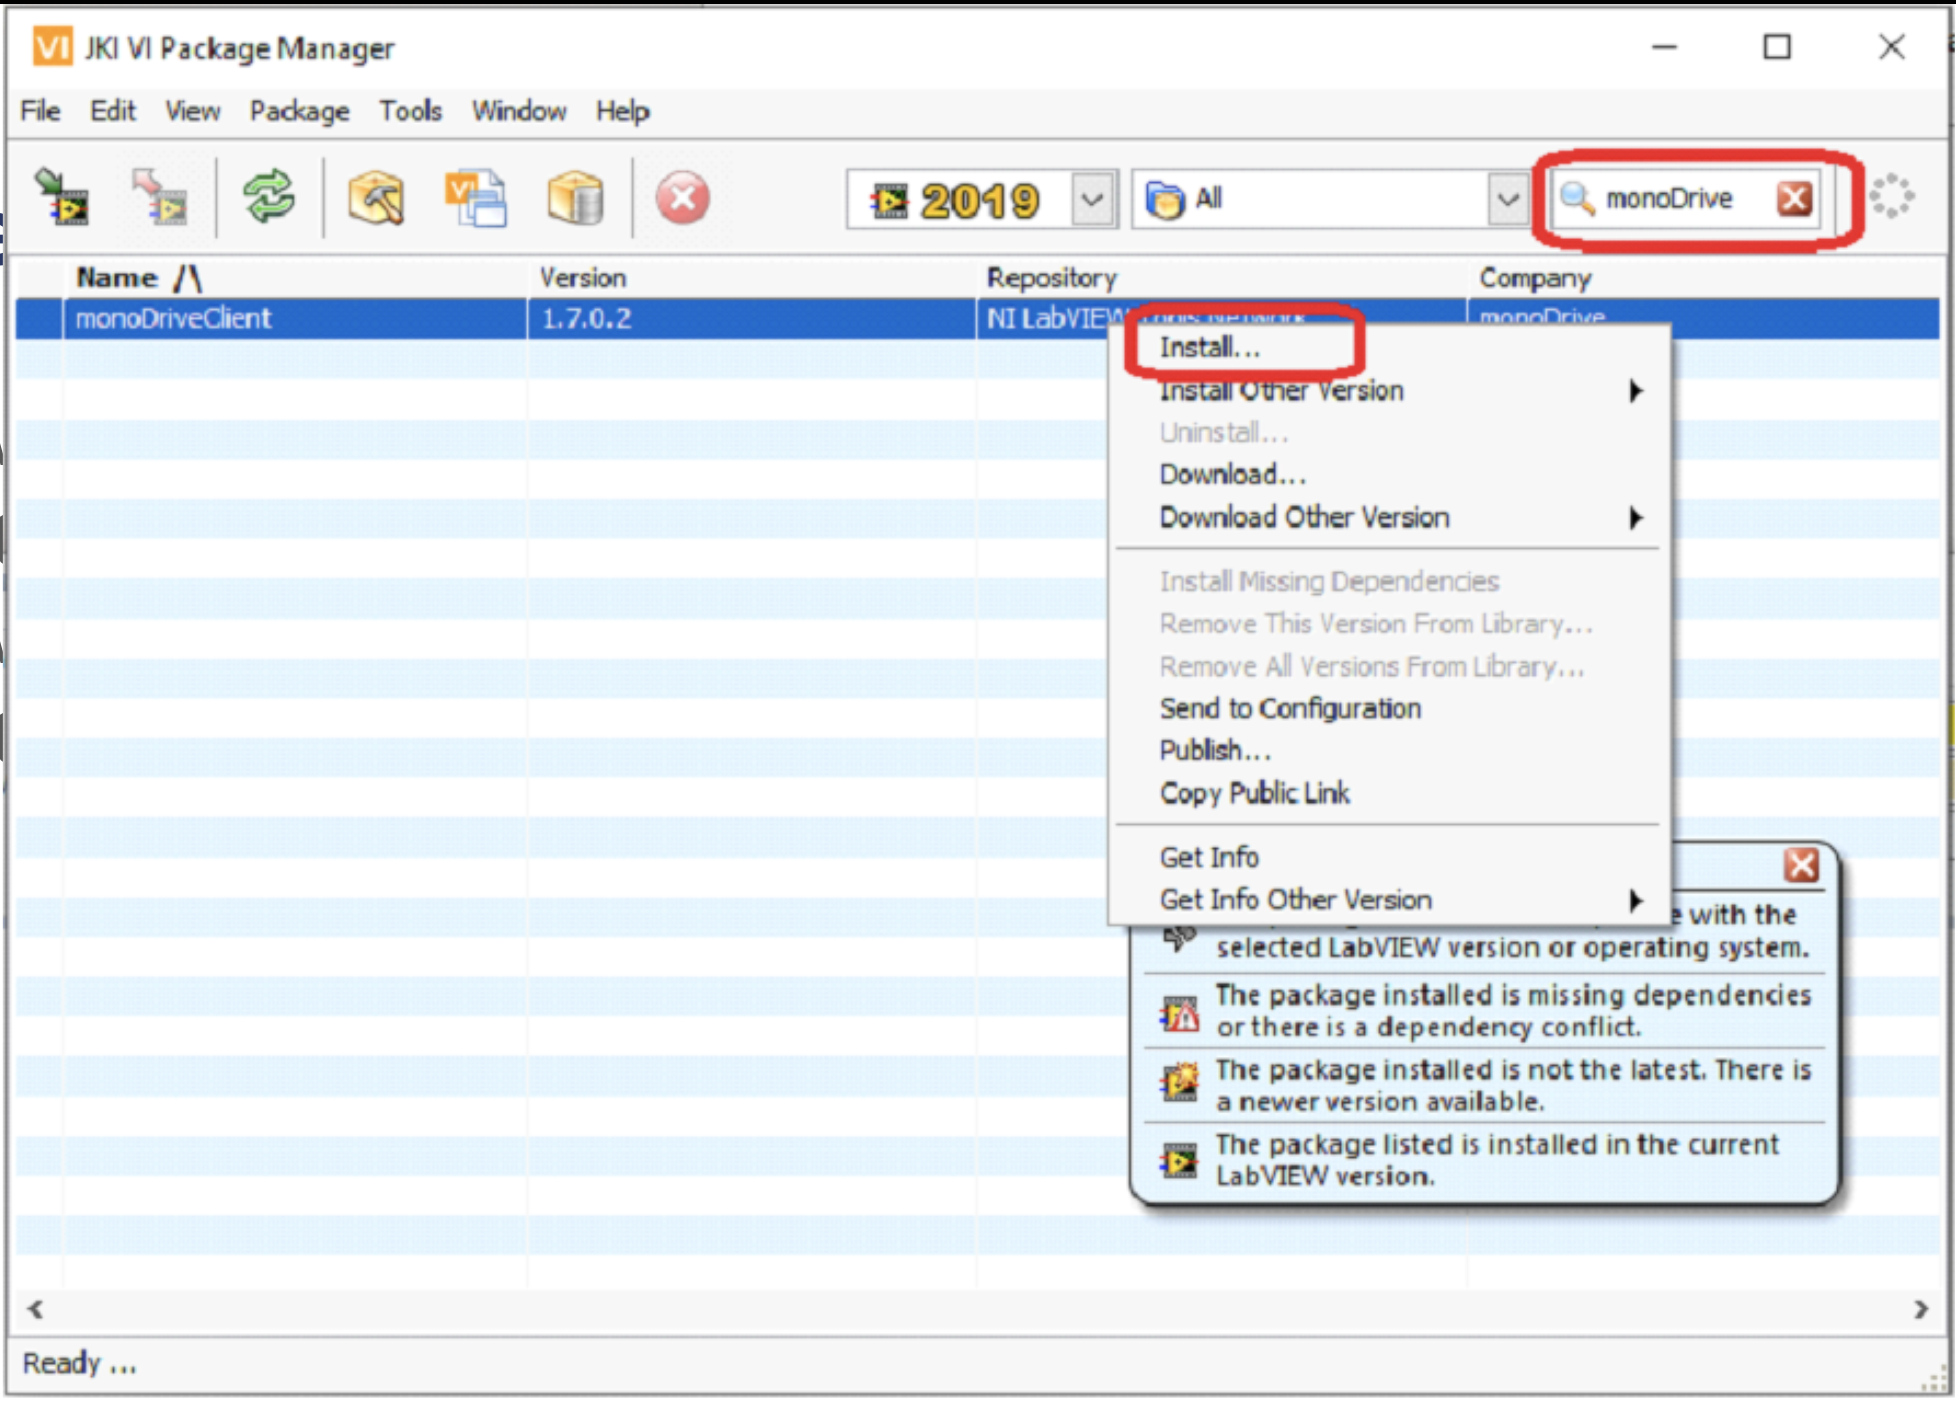 VI JKI VI Package Manager
File Edit View Package Tools Window Help
VI 2019 All monoDrive
Name /\ Version Repository Company
monoDriveClient 1.7.0.2 NI LabVIEW Tools Network monoDrive
Install...
Install Other Version
Uninstall...
Download...
Download Other Version
Install Missing Dependencies
Remove This Version From Library...
Remove All Versions From Library...
Send to Configuration
Publish...
Copy Public Link
Get Info
Get Info Other Version
with the
selected LabVIEW version or operating system.
The package installed is missing dependencies
or there is a dependency conflict.
The package installed is not the latest. There is
a newer version available.
The package listed is installed in the current
LabVIEW version.
Ready ...